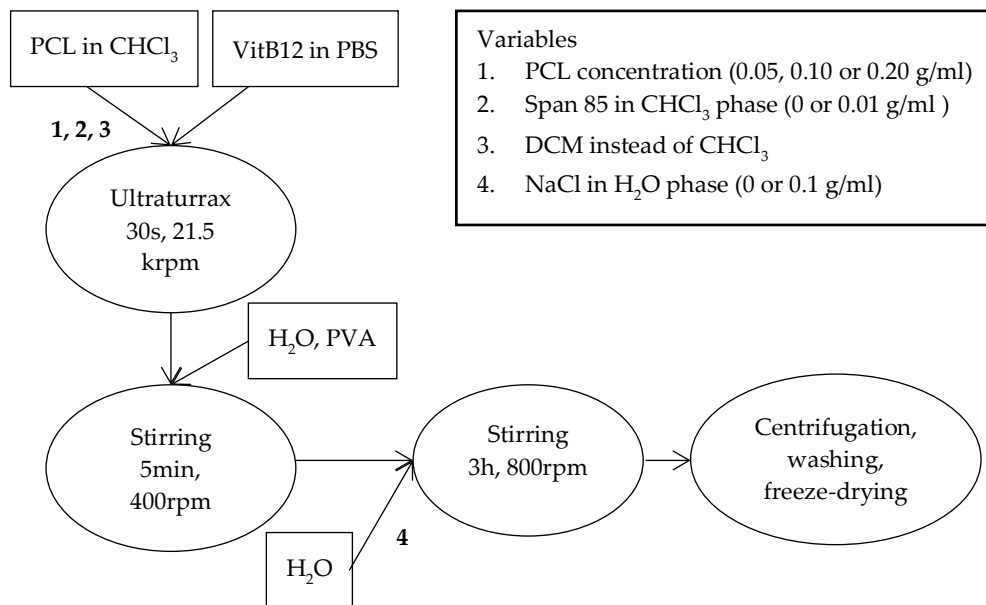 PCL in CHCl₃
VitB12 in PBS
1, 2, 3
Ultraturrax
30s, 21.5
krpm
H₂O, PVA
Stirring
5min,
400rpm
H₂O
4
Stirring
3h, 800rpm
Centrifugation,
washing,
freeze-drying
Variables
1. PCL concentration (0.05, 0.10 or 0.20 g/ml)
2. Span 85 in CHCl₃ phase (0 or 0.01 g/ml )
3. DCM instead of CHCl₃
4. NaCl in H₂O phase (0 or 0.1 g/ml)